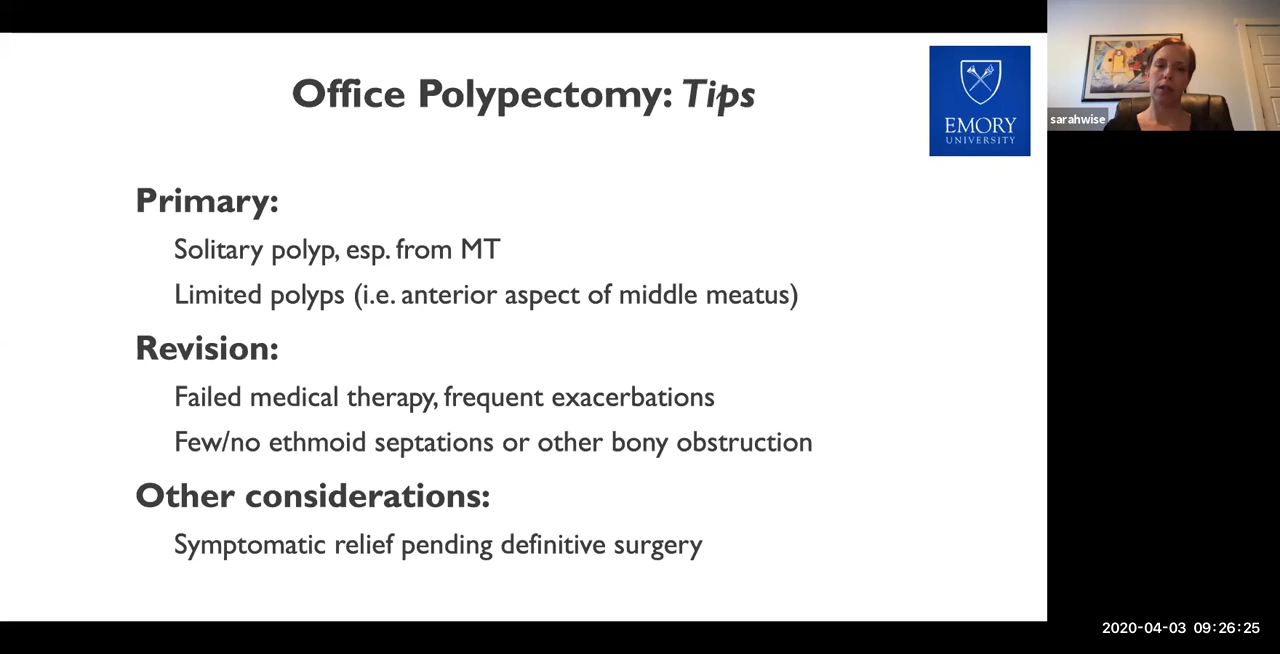 Office Polypectomy: Tips
EMORY
UNIVERSITY
sarahwise
Primary:
Solitary polyp, esp. from MT
Limited polyps (i.e. anterior aspect of middle meatus)
Revision:
Failed medical therapy, frequent exacerbations
Few/no ethmoid septations or other bony obstruction
Other considerations:
Symptomatic relief pending definitive surgery
2020-04-03 09:26:25